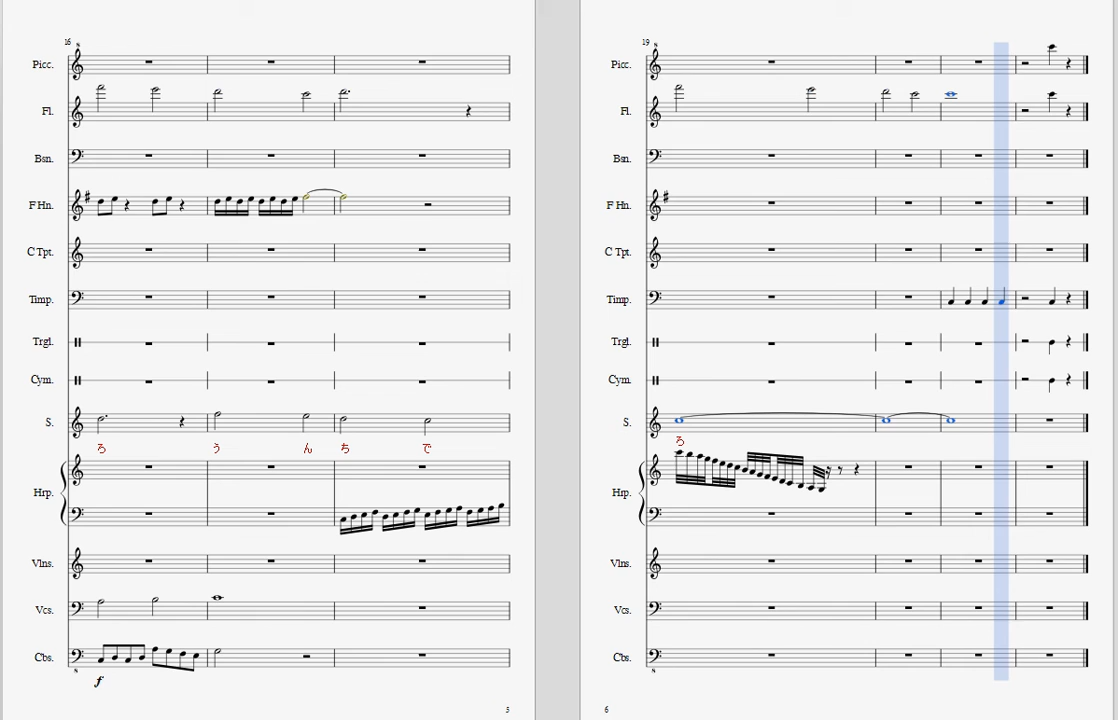 16
Picc.
Fl.
Bsn.
F Hn.
C Tpt.
Timp.
Trgl.
Cym.
S.
ろ う ん ち で
Hrp.
Vlns.
Vcs.
Cbs.
f
5
19
Picc.
Fl.
Bsn.
F Hn.
C Tpt.
Timp.
Trgl.
Cym.
S.
ろ
Hrp.
Vlns.
Vcs.
Cbs.
6